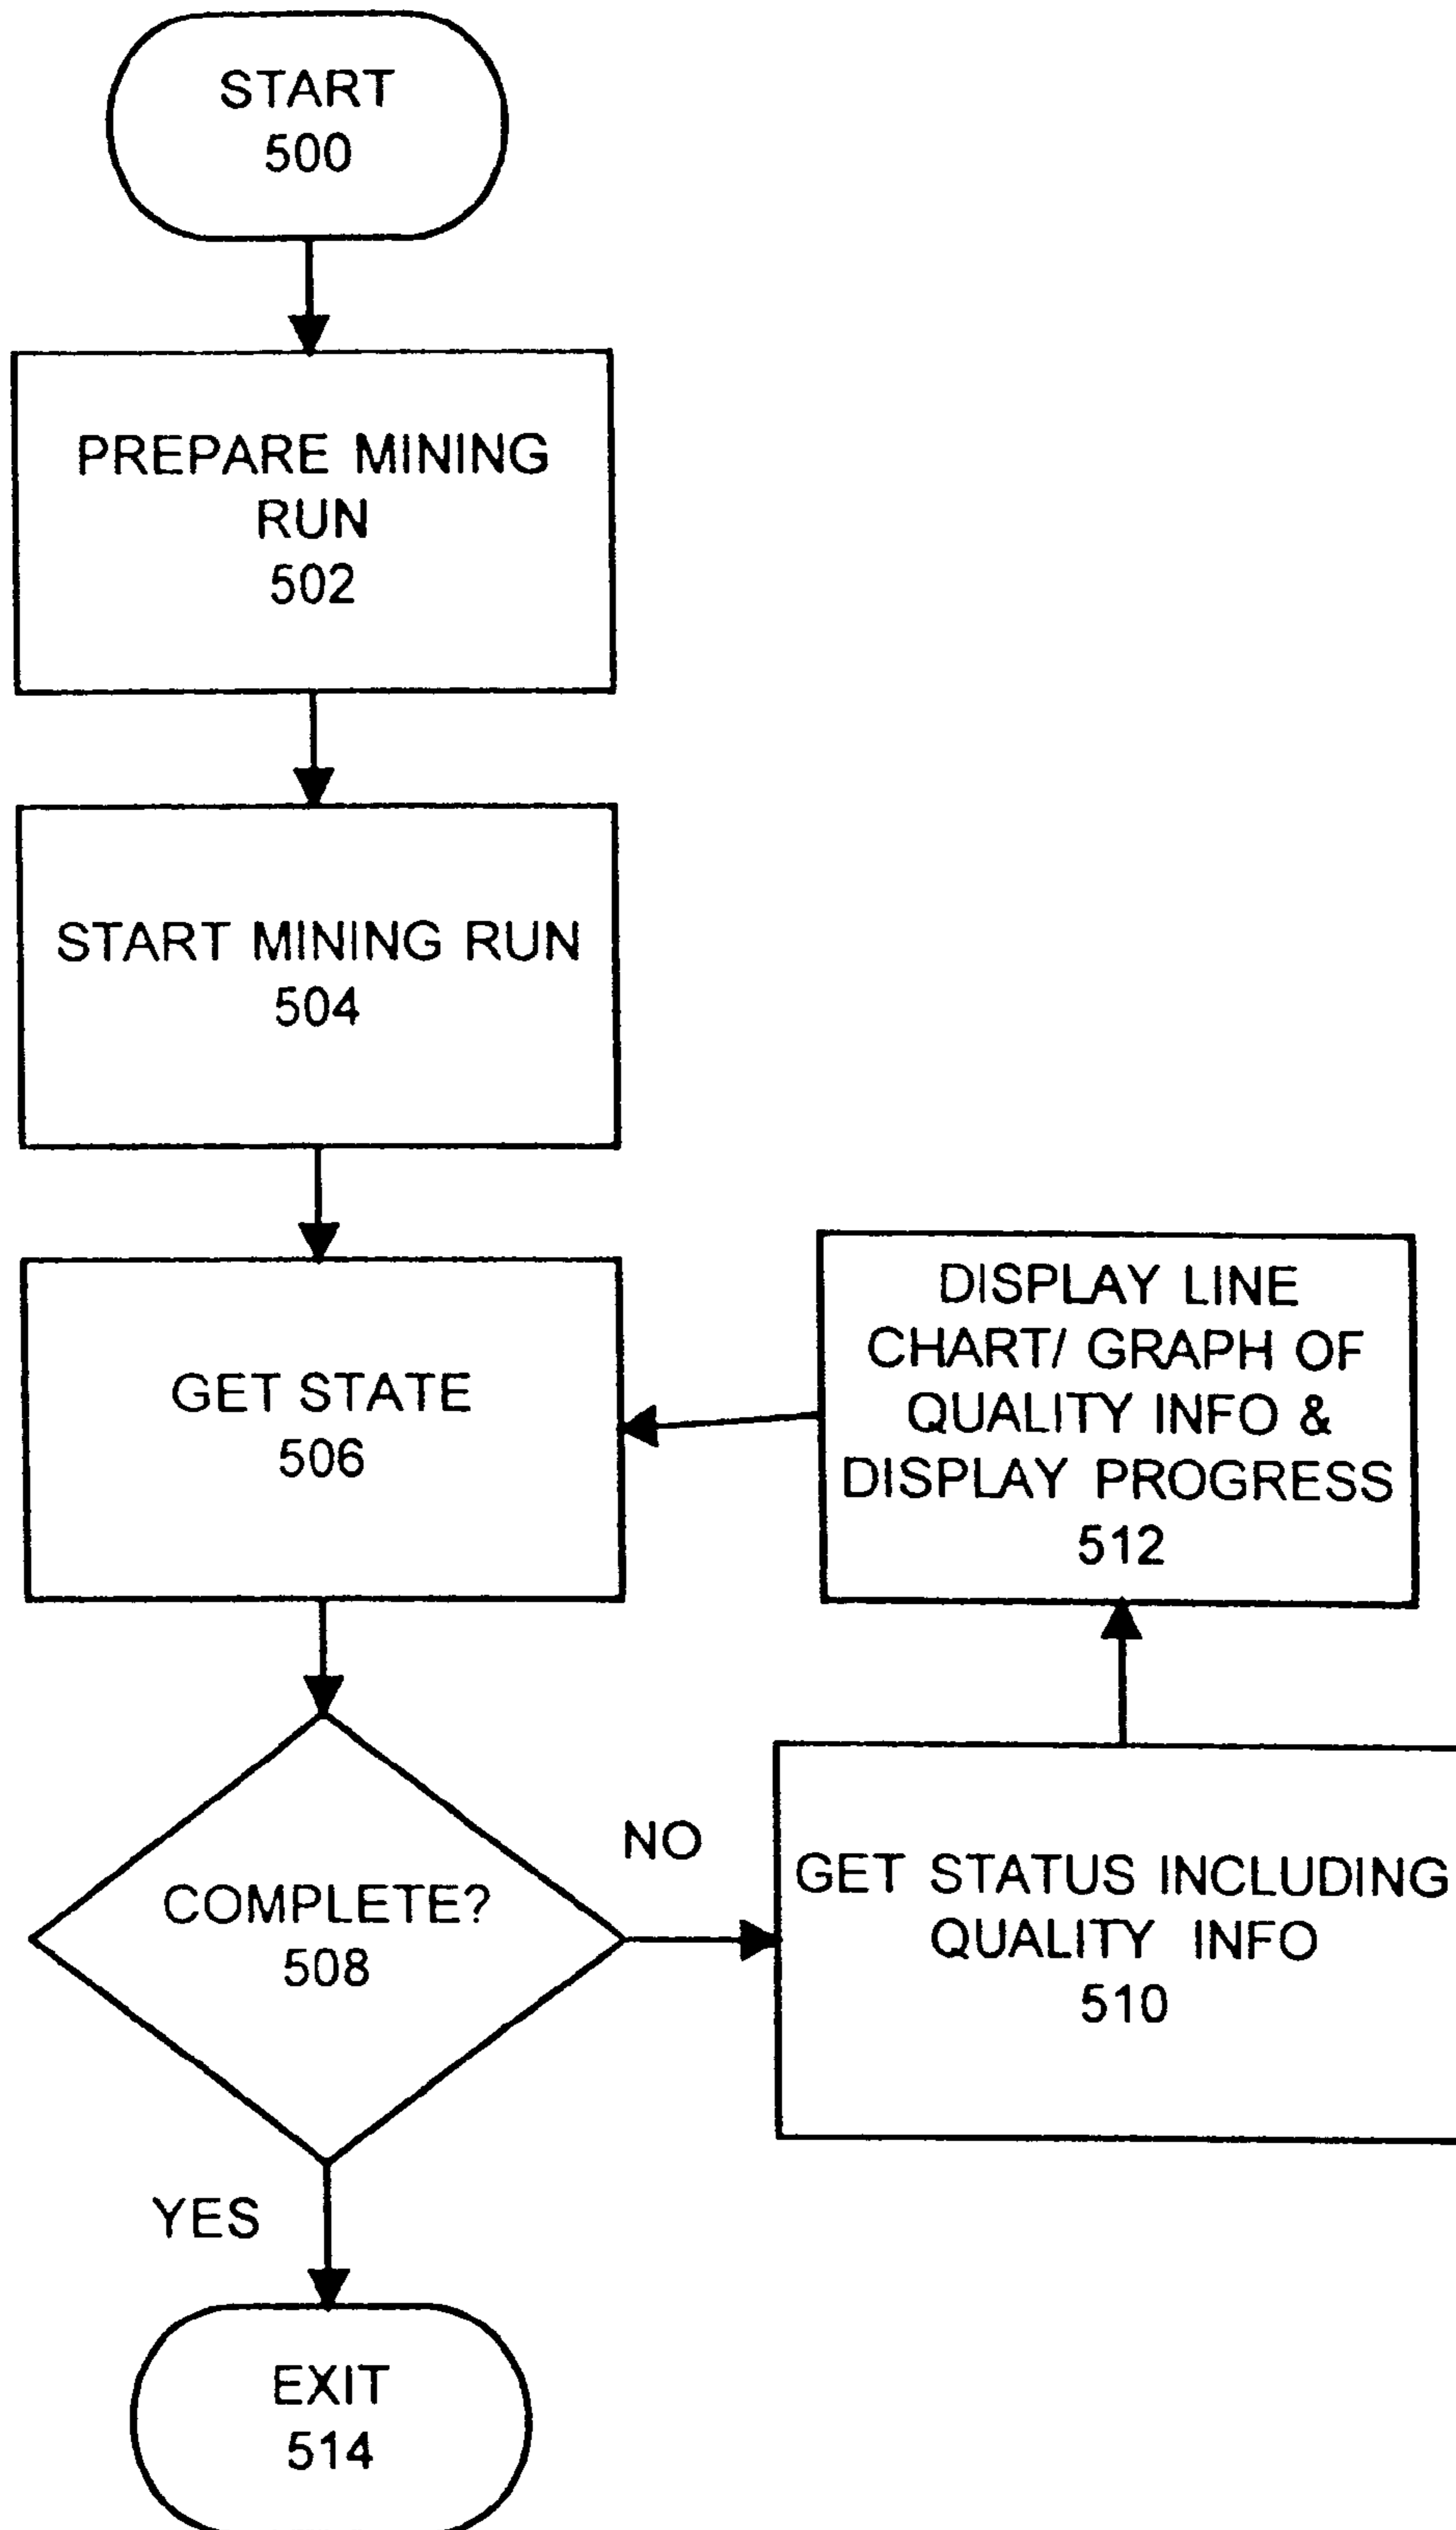 START
500
PREPARE MINING
RUN
502
START MINING RUN
504
GET STATE
506
DISPLAY LINE
CHART/ GRAPH OF
QUALITY INFO &
DISPLAY PROGRESS
512
COMPLETE?
508
NO
GET STATUS INCLUDING
QUALITY INFO
510
YES
EXIT
514